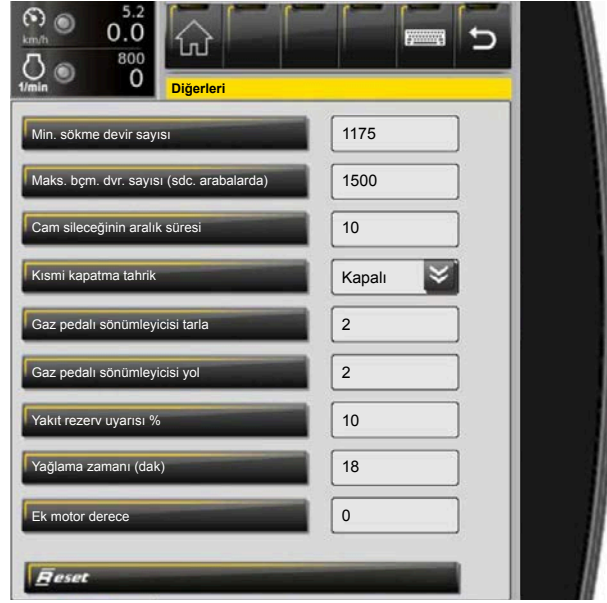 km/h
5.2
0.0
1/min
800
0
Diğerleri
Min. sökme devir sayısı
1175
Maks. bçm. dvr. sayısı (sdc. arabalarda)
1500
Cam sileceğinin aralık süresi
10
Kısmi kapatma tahrik
Kapalı
Gaz pedalı sönümleyicisi tarla
2
Gaz pedalı sönümleyicisi yol
2
Yakıt rezerv uyarısı %
10
Yağlama zamanı (dak)
18
Ek motor derece
0
Reset